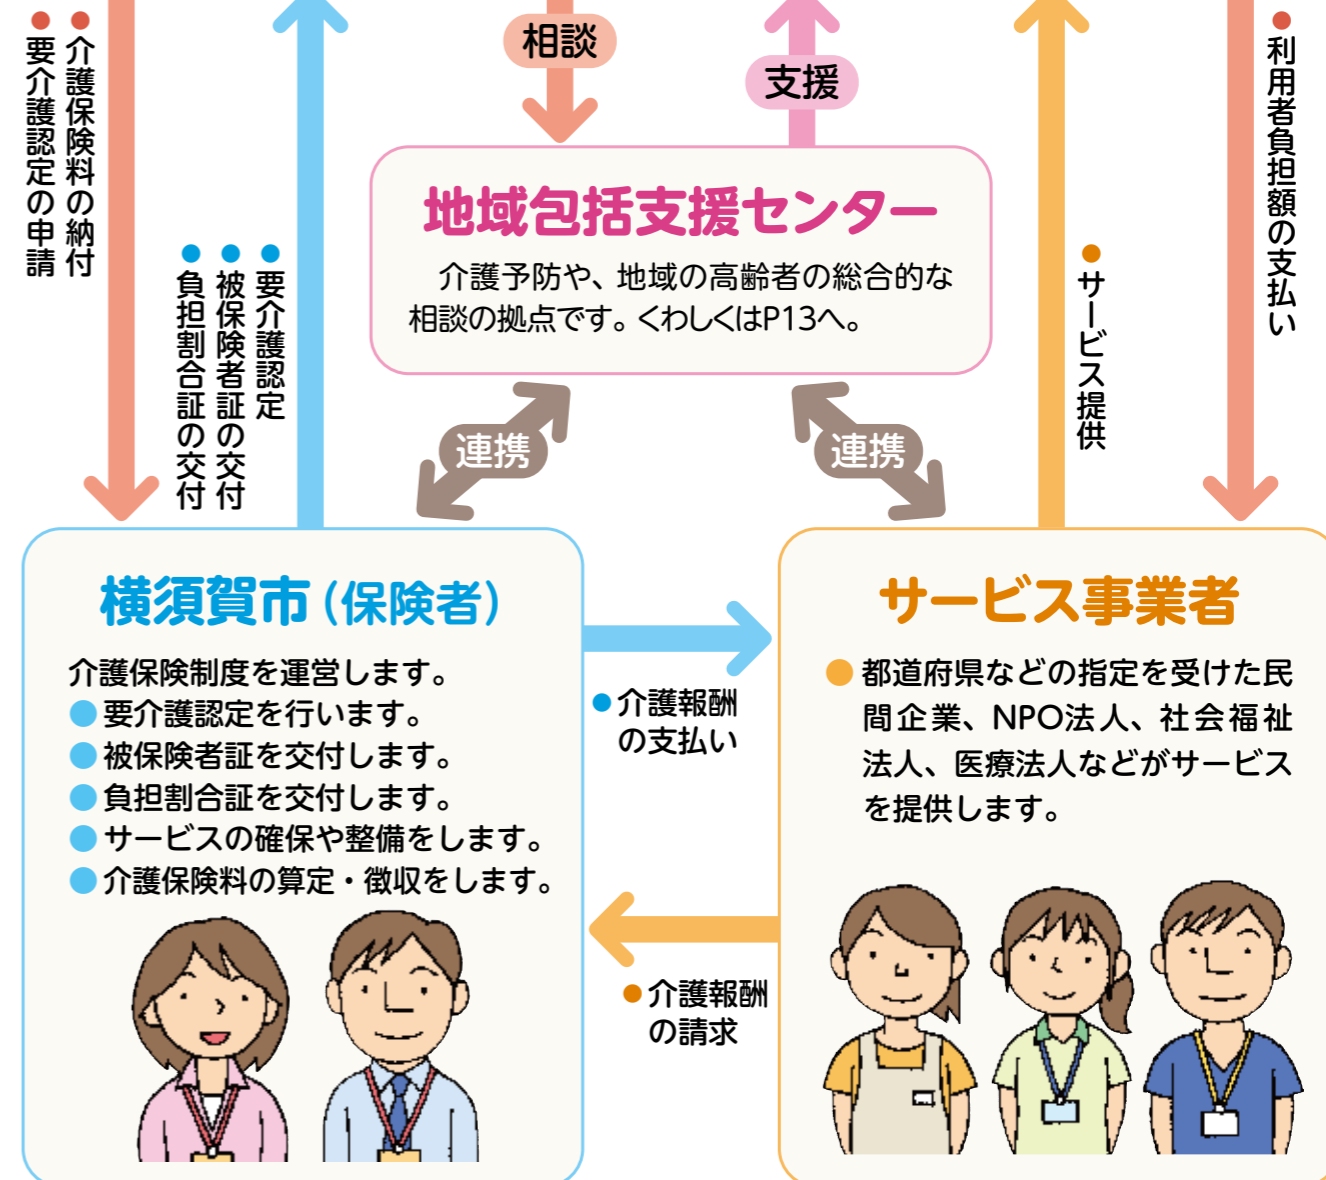 ●介護保険料の納付
●要介護認定の申請
●要介護認定
●被保険者証の交付
●負担割合証の交付
相談
支援
●サービス提供
●利用者負担額の支払い
地域包括支援センター
介護予防や、地域の高齢者の総合的な
相談の拠点です。くわしくはP13へ。
連携
連携
横須賀市（保険者）
介護保険制度を運営します。
●要介護認定を行います。
●被保険者証を交付します。
●負担割合証を交付します。
●サービスの確保や整備をします。
●介護保険料の算定・徴収をします。
●介護報酬
の支払い
●介護報酬
の請求
サービス事業者
●都道府県などの指定を受けた民
間企業、NPO法人、社会福祉
法人、医療法人などがサービス
を提供します。